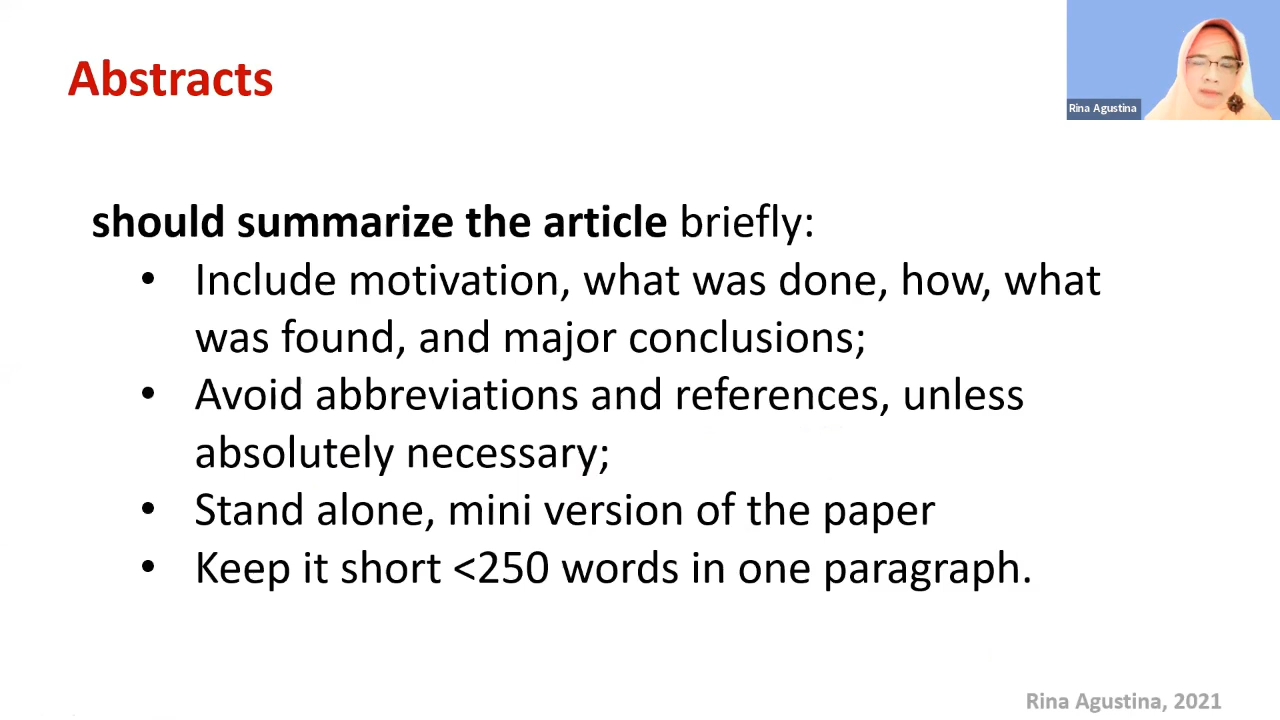 Abstracts
Rina Agustina
should summarize the article briefly:
• Include motivation, what was done, how, what
was found, and major conclusions;
• Avoid abbreviations and references, unless
absolutely necessary;
• Stand alone, mini version of the paper
• Keep it short <250 words in one paragraph.
Rina Agustina, 2021